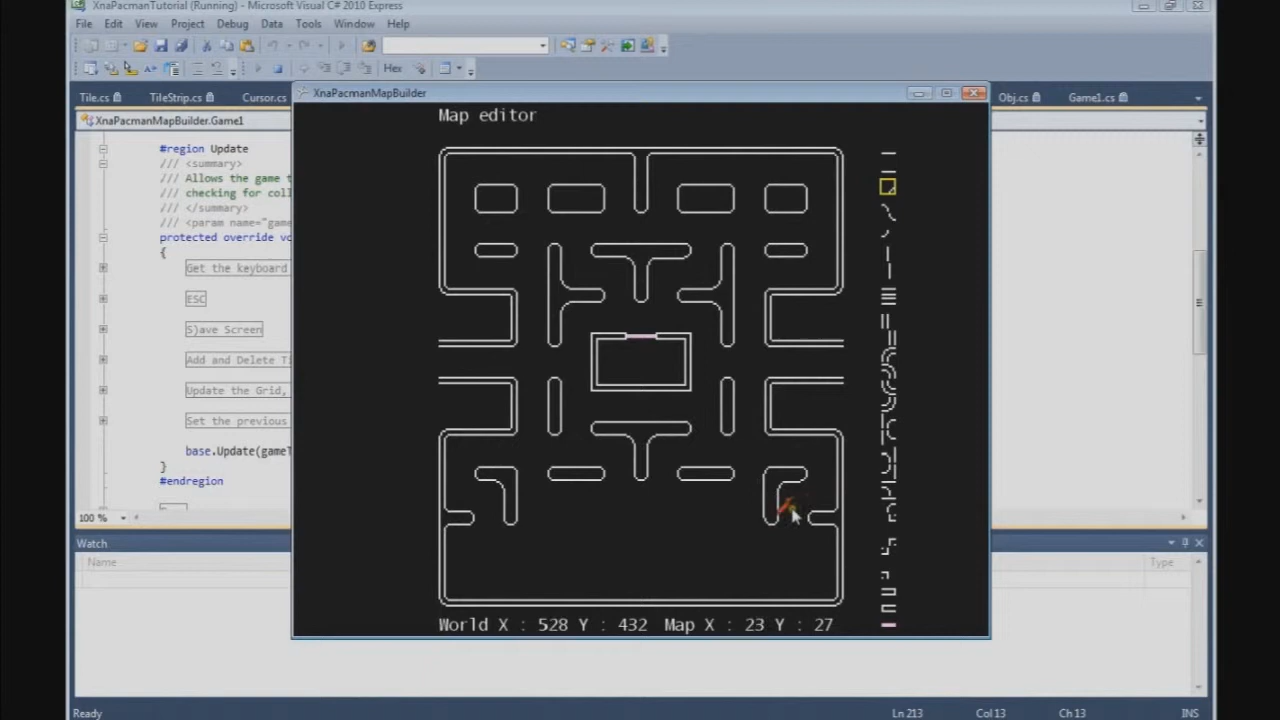 XnaPacmanTutorial (Running) - Microsoft Visual C# 2010 Express
File Edit View Project Debug Data Tools Window Help
Hex
Tile.cs TileStrip.cs Cursor.cs Obj.cs Game1.cs
XnaPacmanMapBuilder
XnaPacmanMapBuilder.Game1
Map editor
#region Update
/// <summary>
/// Allows the game t
/// checking for coll
/// </summary>
/// <param name="game
protected override vo
{
Get the keyboard
ESC
S)ave Screen
Add and Delete Ti
Update the Grid,
Set the previous
base.Update(gameT
}
#endregion
100 %
Watch
Name Type
World X : 528 Y : 432 Map X : 23 Y : 27
Ready Ln 213 Col 13 Ch 13 INS